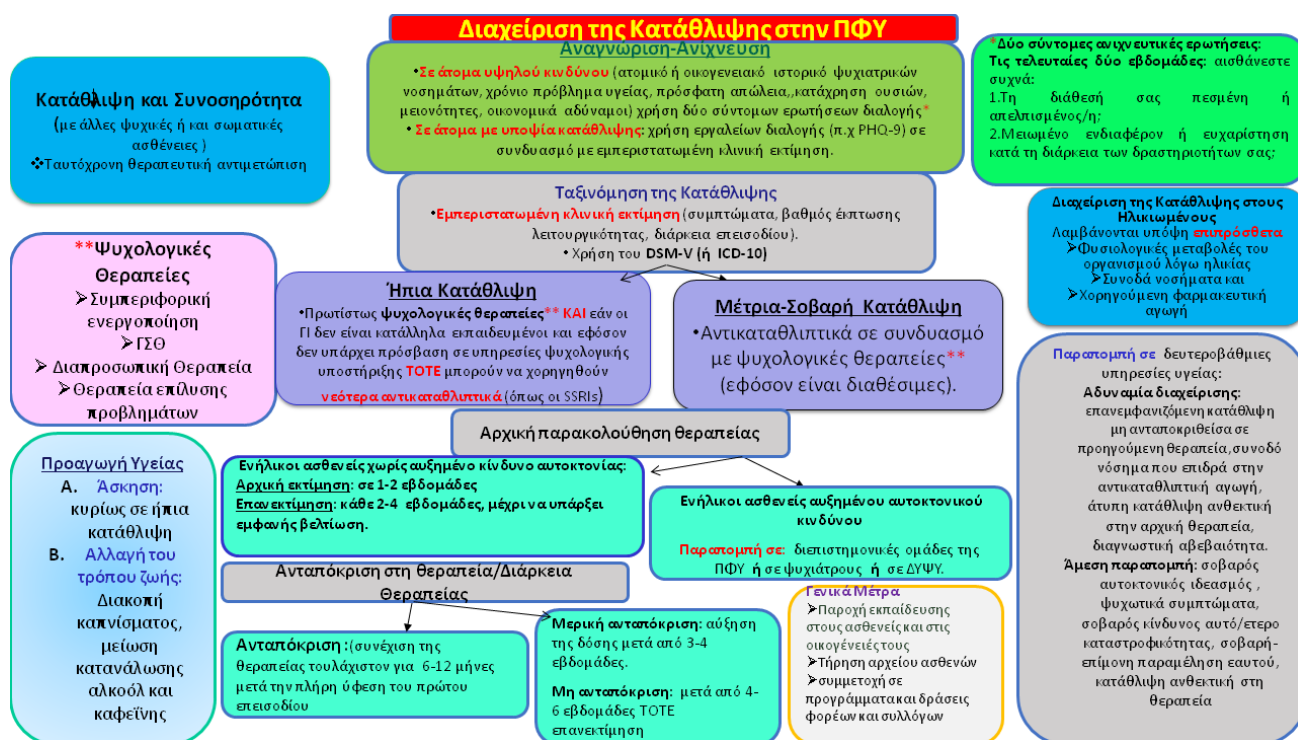 Διαχείριση της Κατάθλιψης στην ΠΦΥ
Αναγνώριση-Ανίχνευση
•Σε άτομα υψηλού κινδύνου (ατομικό ή οικογενειακό ιστορικό ψυχιατρικών
νοσημάτων, χρόνιο πρόβλημα υγείας, πρόσφατη απώλεια,,κατάχρηση ουσιών,
μειονότητες, οικονομικά αδύναμοι) χρήση δύο σύντομων ερωτήσεων διαλογής*
•Σε άτομα με υποψία κατάθλιψης: χρήση εργαλείων διαλογής (π.χ PHQ-9) σε
συνδυασμό με εμπεριστατωμένη κλινική εκτίμηση.
Κατάθλιψη και Συνοσηρότητα
(με άλλες ψυχικές ή και σωματικές
ασθένειες )
❖Ταυτόχρονη θεραπευτική αντιμετώπιση
*Δύο σύντομες ανιχνευτικές ερωτήσεις:
Τις τελευταίες δύο εβδομάδες: αισθάνεστε
συχνά:
1.Τη διάθεσή σας πεσμένη ή
απελπισμένος/η;
2.Μειωμένο ενδιαφέρον ή ευχαρίστηση
κατά τη διάρκεια των δραστηριοτήτων σας;
Ταξινόμηση της Κατάθλιψης
•Εμπεριστατωμένη κλινική εκτίμηση (συμπτώματα, βαθμός έκπτωσης
λειτουργικότητας, διάρκεια επεισοδίου).
• Χρήση του DSM-V (ή ICD-10)
Διαχείριση της Κατάθλιψης στους
Ηλικιωμένους
Λαμβάνονται υπόψη επιπρόσθετα
➢Φυσιολογικές μεταβολές του
οργανισμού λόγω ηλικίας
➢Συνοδά νοσήματα και
➢Χορηγούμενη φαρμακευτική
αγωγή
**Ψυχολογικές
Θεραπείες
➢Συμπεριφορική
ενεργοποίηση
➢ΓΣΘ
➢ Διαπροσωπική Θεραπεία
➢Θεραπεία επίλυσης
προβλημάτων
Ήπια Κατάθλιψη
•Πρωτίστως ψυχολογικές θεραπείες** ΚΑΙ εάν οι
ΓΙ δεν είναι κατάλληλα εκπαιδευμένοι και εφόσον
δεν υπάρχει πρόσβαση σε υπηρεσίες ψυχολογικής
υποστήριξης ΤΟΤΕ μπορούν να χορηγηθούν
νεότερα αντικαταθλιπτικά (όπως οι SSRIs)
Μέτρια-Σοβαρή Κατάθλιψη
•Αντικαταθλιπτικά σε συνδυασμό
με ψυχολογικές θεραπείες**
(εφόσον είναι διαθέσιμες).
Παραπομπή σε δευτεροβάθμιες
υπηρεσίες υγείας:
Αδυναμία διαχείρισης:
επανεμφανιζόμενη κατάθλιψη
μη ανταποκριθείσα σε
προηγούμενη θεραπεία,συνοδό
νόσημα που επιδρά στην
αντικαταθλιπτική αγωγή,
άτυπη κατάθλιψη ανθεκτική
στην αρχική θεραπεία,
διαγνωστική αβεβαιότητα.
Άμεση παραπομπή: σοβαρός
αυτοκτονικός ιδεασμός ,
ψυχωτικά συμπτώματα,
σοβαρός κίνδυνος αυτό/ετερο
καταστροφικότητας, σοβαρή-
επίμονη παραμέληση εαυτού,
κατάθλιψη ανθεκτική στη
θεραπεία
Αρχική παρακολούθηση θεραπείας
Προαγωγή Υγείας
Α. Άσκηση:
κυρίως σε ήπια
κατάθλιψη
Β. Αλλαγή του
τρόπου ζωής:
Διακοπή
καπνίσματος,
μείωση
κατανάλωσης
αλκοόλ και
καφεΐνης
Ενήλικοι ασθενείς χωρίς αυξημένο κίνδυνο αυτοκτονίας:
Αρχική εκτίμηση: σε 1-2 εβδομάδες
Επανεκτίμηση: κάθε 2-4 εβδομάδες, μέχρι να υπάρξει
εμφανής βελτίωση.
Ενήλικοι ασθενείς αυξημένου αυτοκτονικού
κινδύνου
Παραπομπή σε: διεπιστημονικές ομάδες της
ΠΦΥ ή σε ψυχιάτρους ή σε ΔΥΨΥ.
Ανταπόκριση στη θεραπεία/Διάρκεια
Θεραπείας
Ανταπόκριση :(συνέχιση της
θεραπείας τουλάχιστον για 6-12 μήνες
μετά την πλήρη ύφεση του πρώτου
επεισοδίου
Μερική ανταπόκριση: αύξηση
της δόσης μετά από 3-4
εβδομάδες.
Μη ανταπόκριση: μετά από 4-
6 εβδομάδες ΤΟΤΕ
επανεκτίμηση
Γενικά Μέτρα
➢Παροχή εκπαίδευσης
στους ασθενείς και στις
οικογένειές τους
➢Τήρηση αρχείου ασθενών
➢συμμετοχή σε
προγράμματα και δράσεις
φορέων και συλλόγων